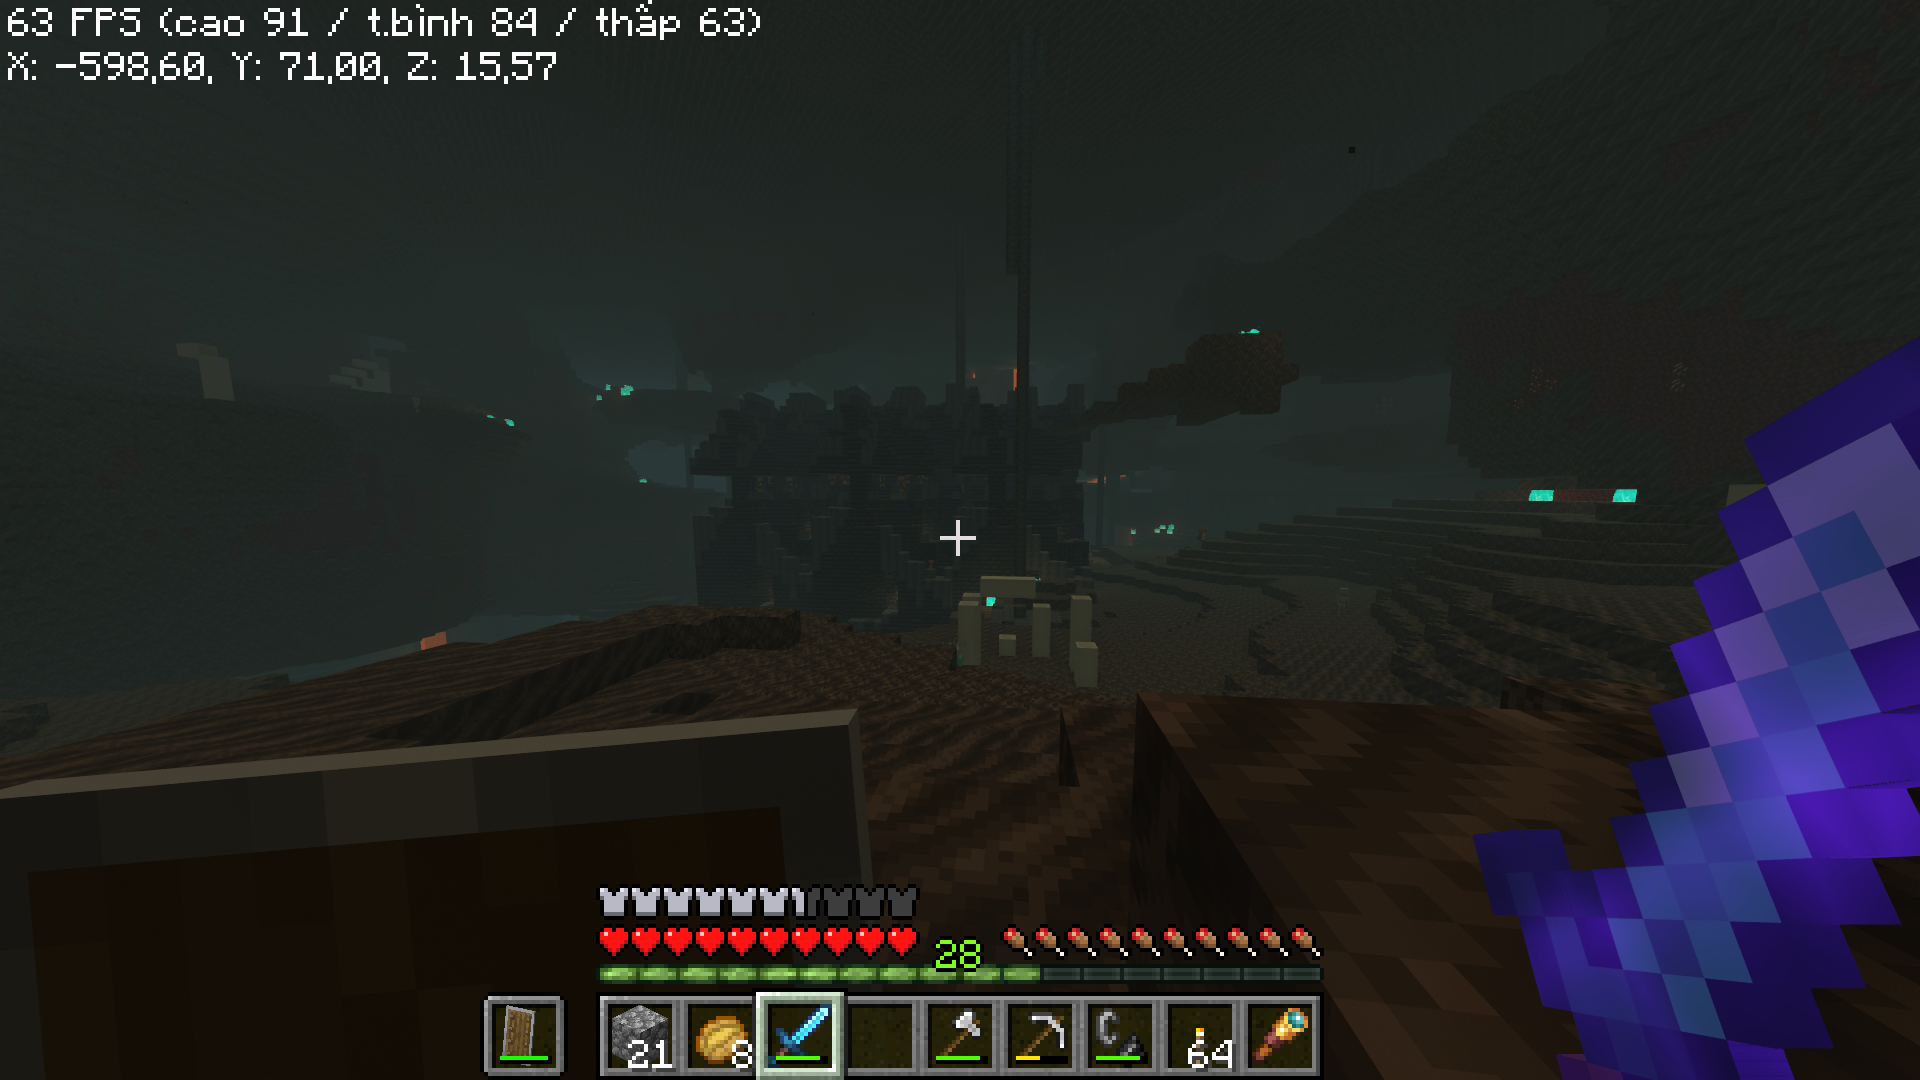 63 FPS (cao 91 / t.bình 84 / thấp 63)
X: -598,60, Y: 71,00, Z: 15,57
28
21
8
64